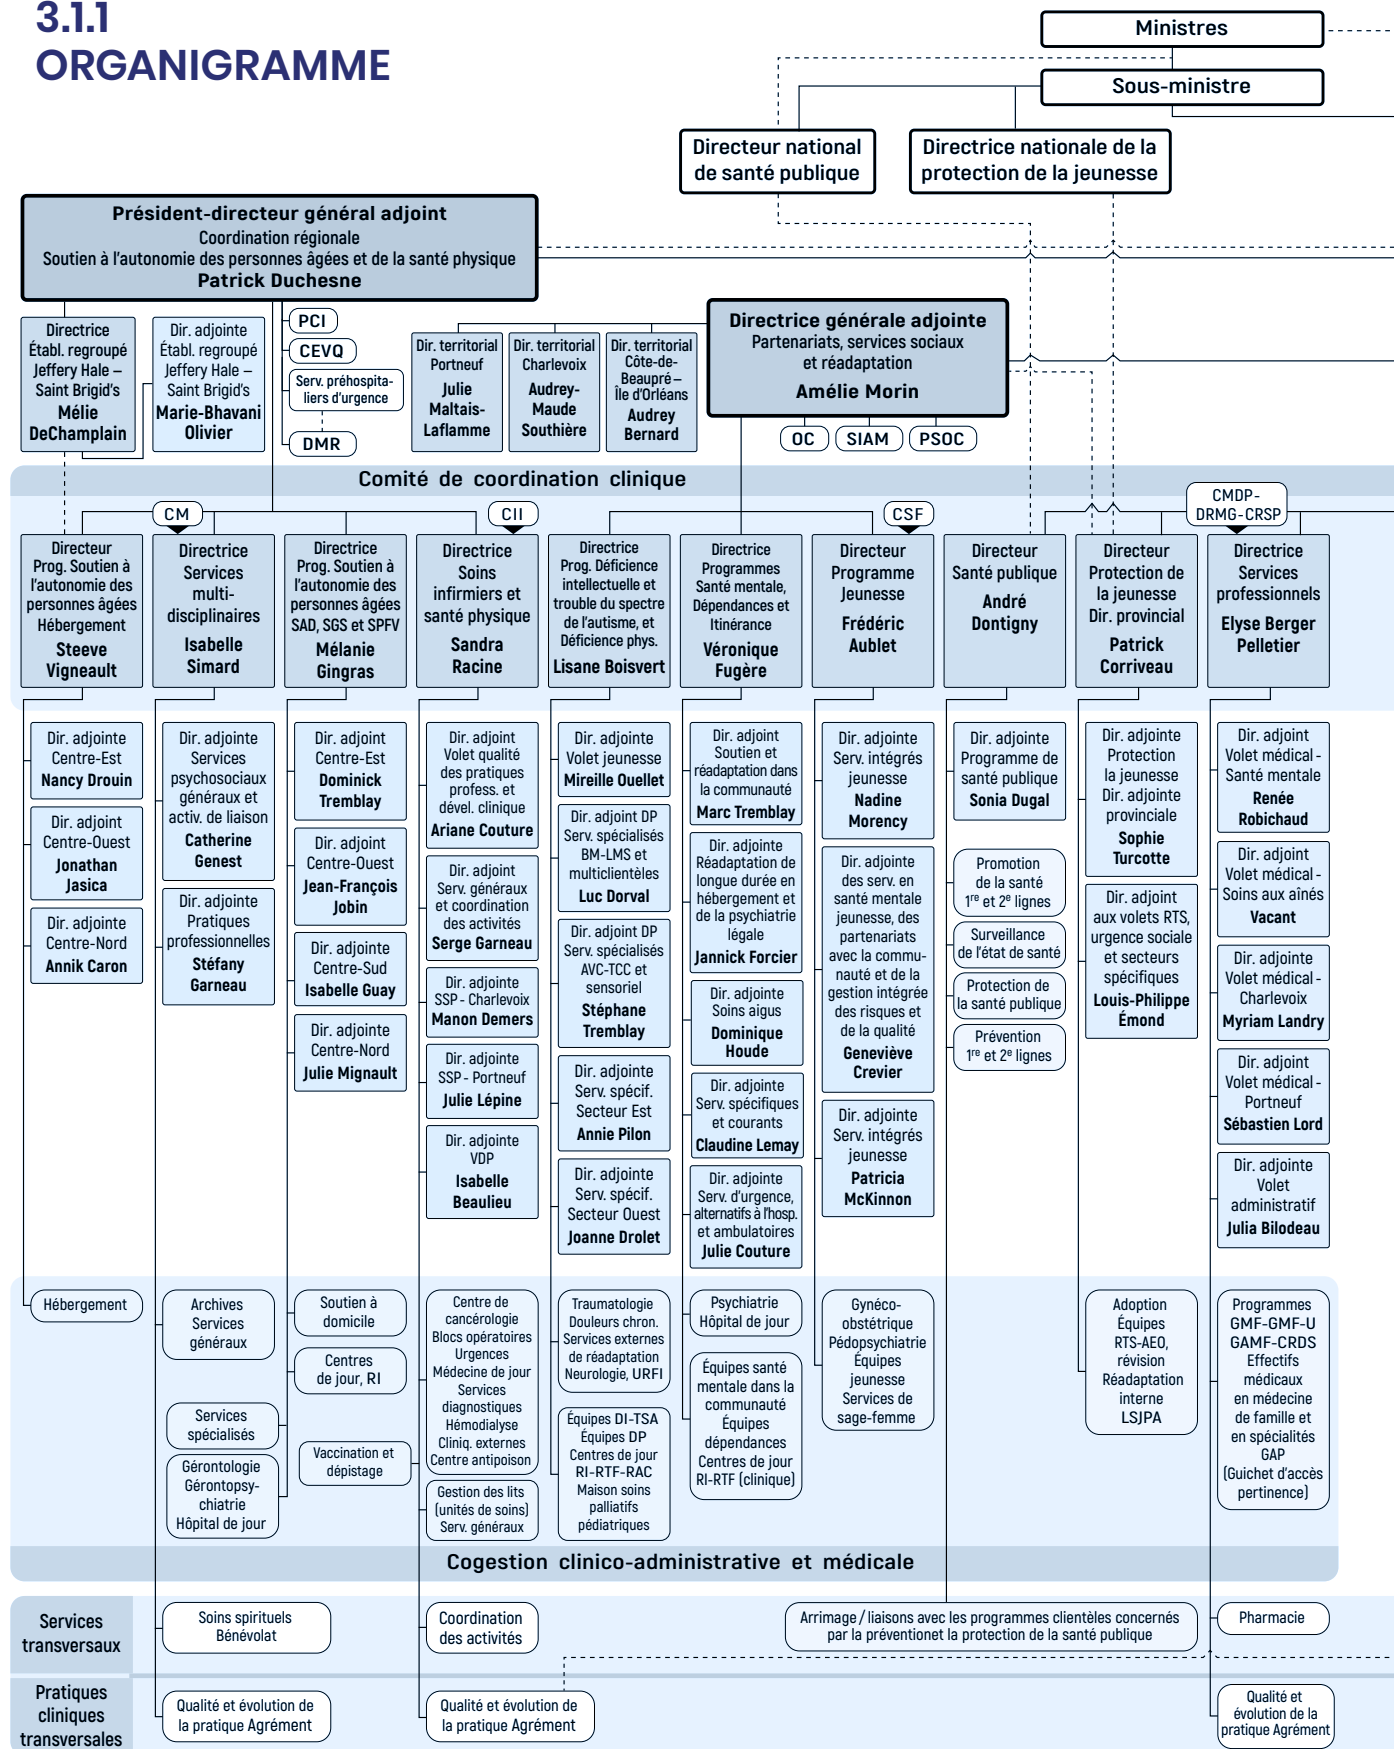 3.1.1
ORGANIGRAMME
Ministres
Sous-ministre
Directeur national
de santé publique
Directrice nationale de la
protection de la jeunesse
Président-directeur général adjoint
Coordination régionale
Soutien à l'autonomie des personnes âgées et de la santé physique
Patrick Duchesne
Directrice
Établ. regroupé
Jeffery Hale –
Saint Brigid's
Mélie
DeChamplain
Dir. adjointe
Établ. regroupé
Jeffery Hale –
Saint Brigid's
Marie-Bhavani
Olivier
PCI
CEVQ
Serv. préhospita-
liers d'urgence
DMR
Dir. territorial
Portneuf
Julie
Maltais-
Laflamme
Dir. territorial
Charlevoix
Audrey-
Maude
Southière
Dir. territorial
Côte-de-
Beaupré –
Île d'Orléans
Audrey
Bernard
Directrice générale adjointe
Partenariats, services sociaux
et réadaptation
Amélie Morin
OC
SIAM
PSOC
Comité de coordination clinique
CM
CII
CSF
CMDP-
DRMG-CRSP
Directeur
Prog. Soutien à
l'autonomie des
personnes âgées
Hébergement
Steeve
Vigneault
Directrice
Services
multi-
disciplinaires
Isabelle
Simard
Directrice
Prog. Soutien à
l'autonomie des
personnes âgées
SAD, SGS et SPFV
Mélanie
Gingras
Directrice
Soins
infirmiers et
santé physique
Sandra
Racine
Directrice
Prog. Déficience
intellectuelle et
trouble du spectre
de l'autisme, et
Déficience phys.
Lisane Boisvert
Directrice
Programmes
Santé mentale,
Dépendances et
Itinérance
Véronique
Fugère
Directeur
Programme
Jeunesse
Frédéric
Aublet
Directeur
Santé publique
André
Dontigny
Directeur
Protection de
la jeunesse
Dir. provincial
Patrick
Corriveau
Directrice
Services
professionnels
Elyse Berger
Pelletier
Dir. adjointe
Centre-Est
Nancy Drouin
Dir. adjoint
Centre-Ouest
Jonathan
Jasica
Dir. adjointe
Centre-Nord
Annik Caron
Dir. adjointe
Services
psychosociaux
généraux et
activ. de liaison
Catherine
Genest
Dir. adjointe
Pratiques
professionnelles
Stéfany
Garneau
Dir. adjoint
Centre-Est
Dominick
Tremblay
Dir. adjoint
Centre-Ouest
Jean-François
Jobin
Dir. adjointe
Centre-Sud
Isabelle Guay
Dir. adjointe
Centre-Nord
Julie Mignault
Dir. adjoint
Volet qualité
des pratiques
profess. et
dével. clinique
Ariane Couture
Dir. adjoint
Serv. généraux
et coordination
des activités
Serge Garneau
Dir. adjointe
SSP - Charlevoix
Manon Demers
Dir. adjointe
SSP - Portneuf
Julie Lépine
Dir. adjointe
VDP
Isabelle
Beaulieu
Dir. adjointe
Volet jeunesse
Mireille Ouellet
Dir. adjoint DP
Serv. spécialisés
BM-LMS et
multiclientèles
Luc Dorval
Dir. adjoint DP
Serv. spécialisés
AVC-TCC et
sensoriel
Stéphane
Tremblay
Dir. adjointe
Serv. spécif.
Secteur Est
Annie Pilon
Dir. adjointe
Serv. spécif.
Secteur Ouest
Joanne Drolet
Dir. adjoint
Soutien et
réadaptation dans
la communauté
Marc Tremblay
Dir. adjointe
Réadaptation de
longue durée en
hébergement et
de la psychiatrie
légale
Jannick Forcier
Dir. adjointe
Soins aigus
Dominique
Houde
Dir. adjointe
Serv. spécifiques
et courants
Claudine Lemay
Dir. adjointe
Serv. d'urgence,
alternatifs à l'hosp.
et ambulatoires
Julie Couture
Dir. adjointe
Serv. intégrés
jeunesse
Nadine
Morency
Dir. adjointe
des serv. en
santé mentale
jeunesse, des
partenariats
avec la commu-
nauté et de la
gestion intégrée
des risques et
de la qualité
Geneviève
Crevier
Dir. adjointe
Serv. intégrés
jeunesse
Patricia
McKinnon
Dir. adjointe
Programme de
santé publique
Sonia Dugal
Promotion
de la santé
1re et 2e lignes
Surveillance
de l'état de santé
Protection de
la santé publique
Prévention
1re et 2e lignes
Dir. adjointe
Protection
la jeunesse
Dir. adjointe
provinciale
Sophie
Turcotte
Dir. adjoint
aux volets RTS,
urgence sociale
et secteurs
spécifiques
Louis-Philippe
Émond
Dir. adjoint
Volet médical -
Santé mentale
Renée
Robichaud
Dir. adjoint
Volet médical -
Soins aux aînés
Vacant
Dir. adjointe
Volet médical -
Charlevoix
Myriam Landry
Dir. adjoint
Volet médical -
Portneuf
Sébastien Lord
Dir. adjointe
Volet
administratif
Julia Bilodeau
Hébergement
Archives
Services
généraux
Services
spécialisés
Gérontologie
Gérontopsy-
chiatrie
Hôpital de jour
Soutien à
domicile
Centres
de jour, RI
Vaccination et
dépistage
Centre de
cancérologie
Blocs opératoires
Urgences
Médecine de jour
Services
diagnostiques
Hémodialyse
Cliniq. externes
Centre antipoison
Gestion des lits
(unités de soins)
Serv. généraux
Traumatologie
Douleurs chron.
Services externes
de réadaptation
Neurologie, URFI
Équipes DI-TSA
Équipes DP
Centres de jour
RI-RTF-RAC
Maison soins
palliatifs
pédiatriques
Psychiatrie
Hôpital de jour
Équipes santé
mentale dans la
communauté
Équipes
dépendances
Centres de jour
RI-RTF (clinique)
Gynéco-
obstétrique
Pédopsychiatrie
Équipes
jeunesse
Services de
sage-femme
Adoption
Équipes
RTS-AEO,
révision
Réadaptation
interne
LSJPA
Programmes
GMF-GMF-U
GAMF-CRDS
Effectifs
médicaux
en médecine
de famille et
en spécialités
GAP
(Guichet d'accès
pertinence)
Cogestion clinico-administrative et médicale
Services
transversaux
Soins spirituels
Bénévolat
Coordination
des activités
Arrimage / liaisons avec les programmes clientèles concernés
par la préventionet la protection de la santé publique
Pharmacie
Pratiques
cliniques
transversales
Qualité et évolution de
la pratique Agrément
Qualité et évolution de
la pratique Agrément
Qualité et
évolution de la
pratique Agrément